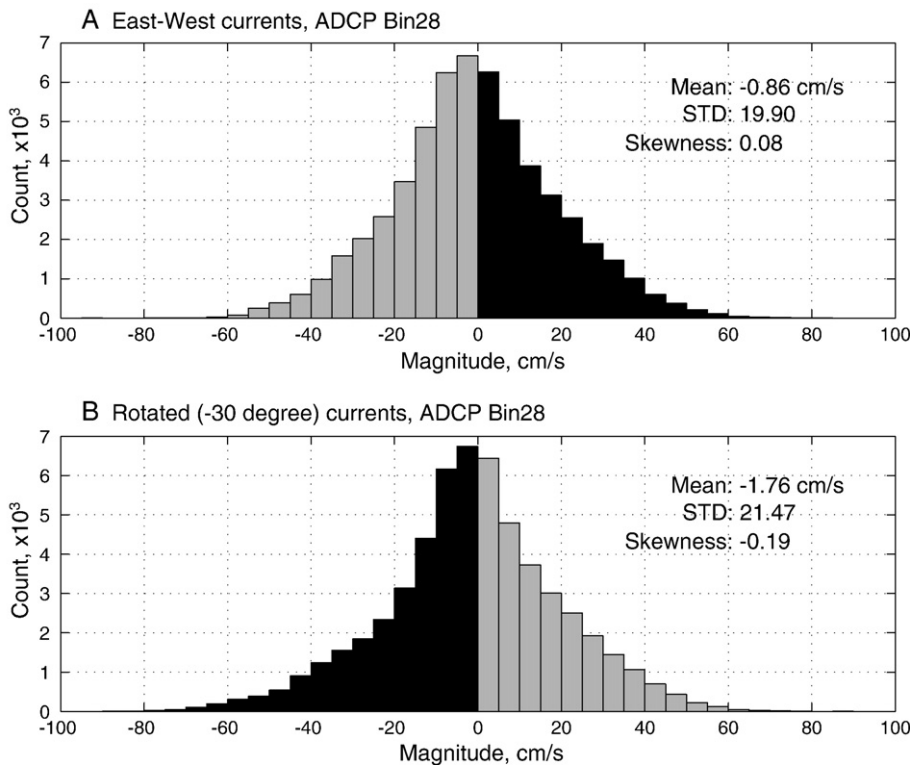 A East-West currents, ADCP Bin28
7
6
5
4
3
2
1
0
Count, x10³
Mean: -0.86 cm/s
STD: 19.90
Skewness: 0.08
-100 -80 -60 -40 -20 0 20 40 60 80 100
Magnitude, cm/s
B Rotated (-30 degree) currents, ADCP Bin28
7
6
5
4
3
2
1
0
Count, x10³
Mean: -1.76 cm/s
STD: 21.47
Skewness: -0.19
-100 -80 -60 -40 -20 0 20 40 60 80 100
Magnitude, cm/s